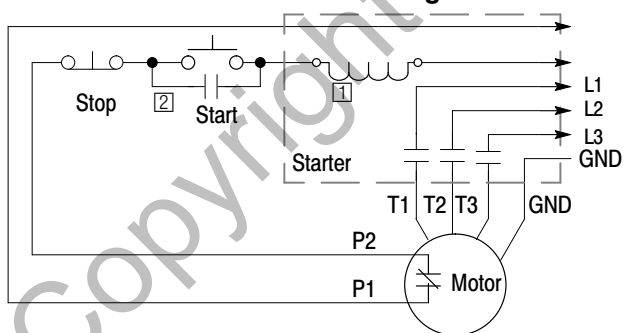 Stop
2
Start
1
L1
L2
L3
GND
Starter
T1 T2 T3
GND
P2
P1
Motor
Copyright